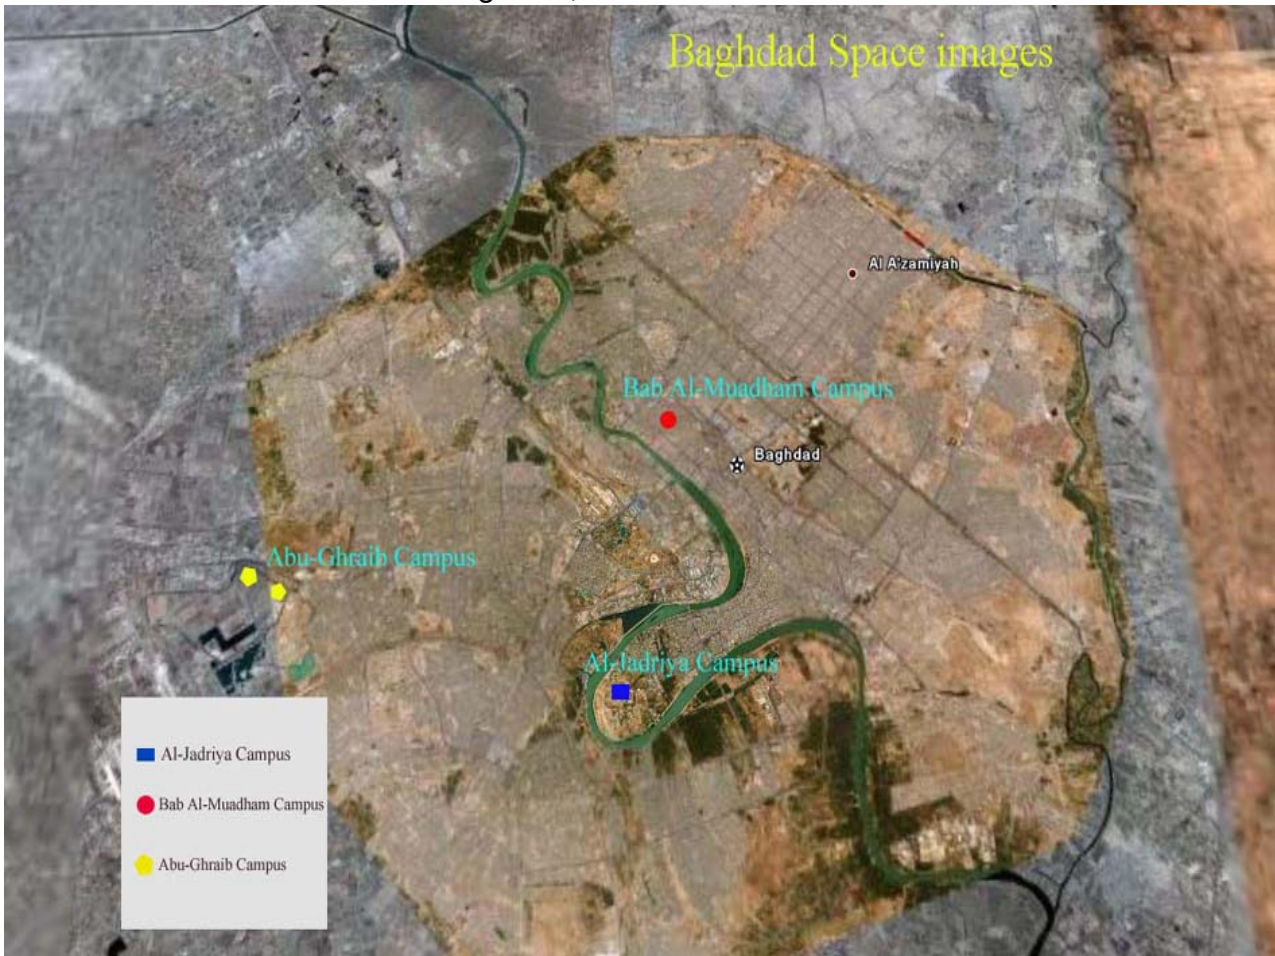 Baghdad Space images
Al A'zamiyah
Bab Al-Muadham Campus
Baghdad
Abu-Ghraib Campus
Al-Jadriya Campus
Al-Jadriya Campus
Bab Al-Muadham Campus
Abu-Ghraib Campus